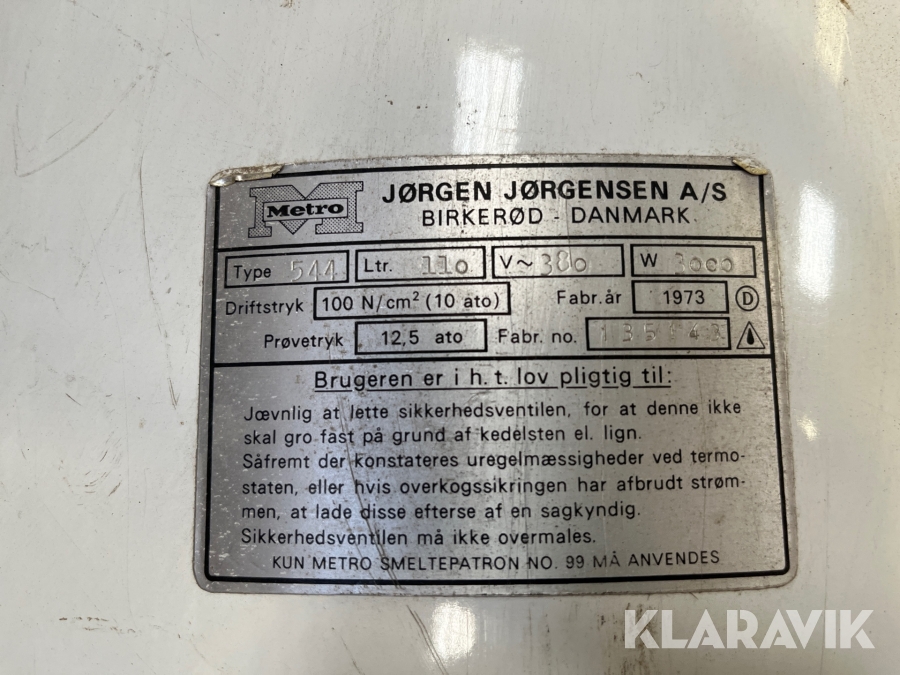 Metro
JØRGEN JØRGENSEN A/S
BIRKERØD - DANMARK
Type 544 Ltr. 110 V~ 380 W 3000
Driftstryk 100 N/cm² (10 ato) Fabr.år 1973 D
Prøvetryk 12,5 ato Fabr. no.
Brugeren er i h. t. lov pligtig til:
Jævnlig at lette sikkerhedsventilen, for at denne ikke
skal gro fast på grund af kedelsten el. lign.
Såfremt der konstateres uregelmæssigheder ved termo-
staten, eller hvis overkogssikringen har afbrudt strøm-
men, at lade disse efterse af en sagkyndig.
Sikkerhedsventilen må ikke overmales.
KUN METRO SMELTEPATRON NO. 99 MÅ ANVENDES
KLARAVIK